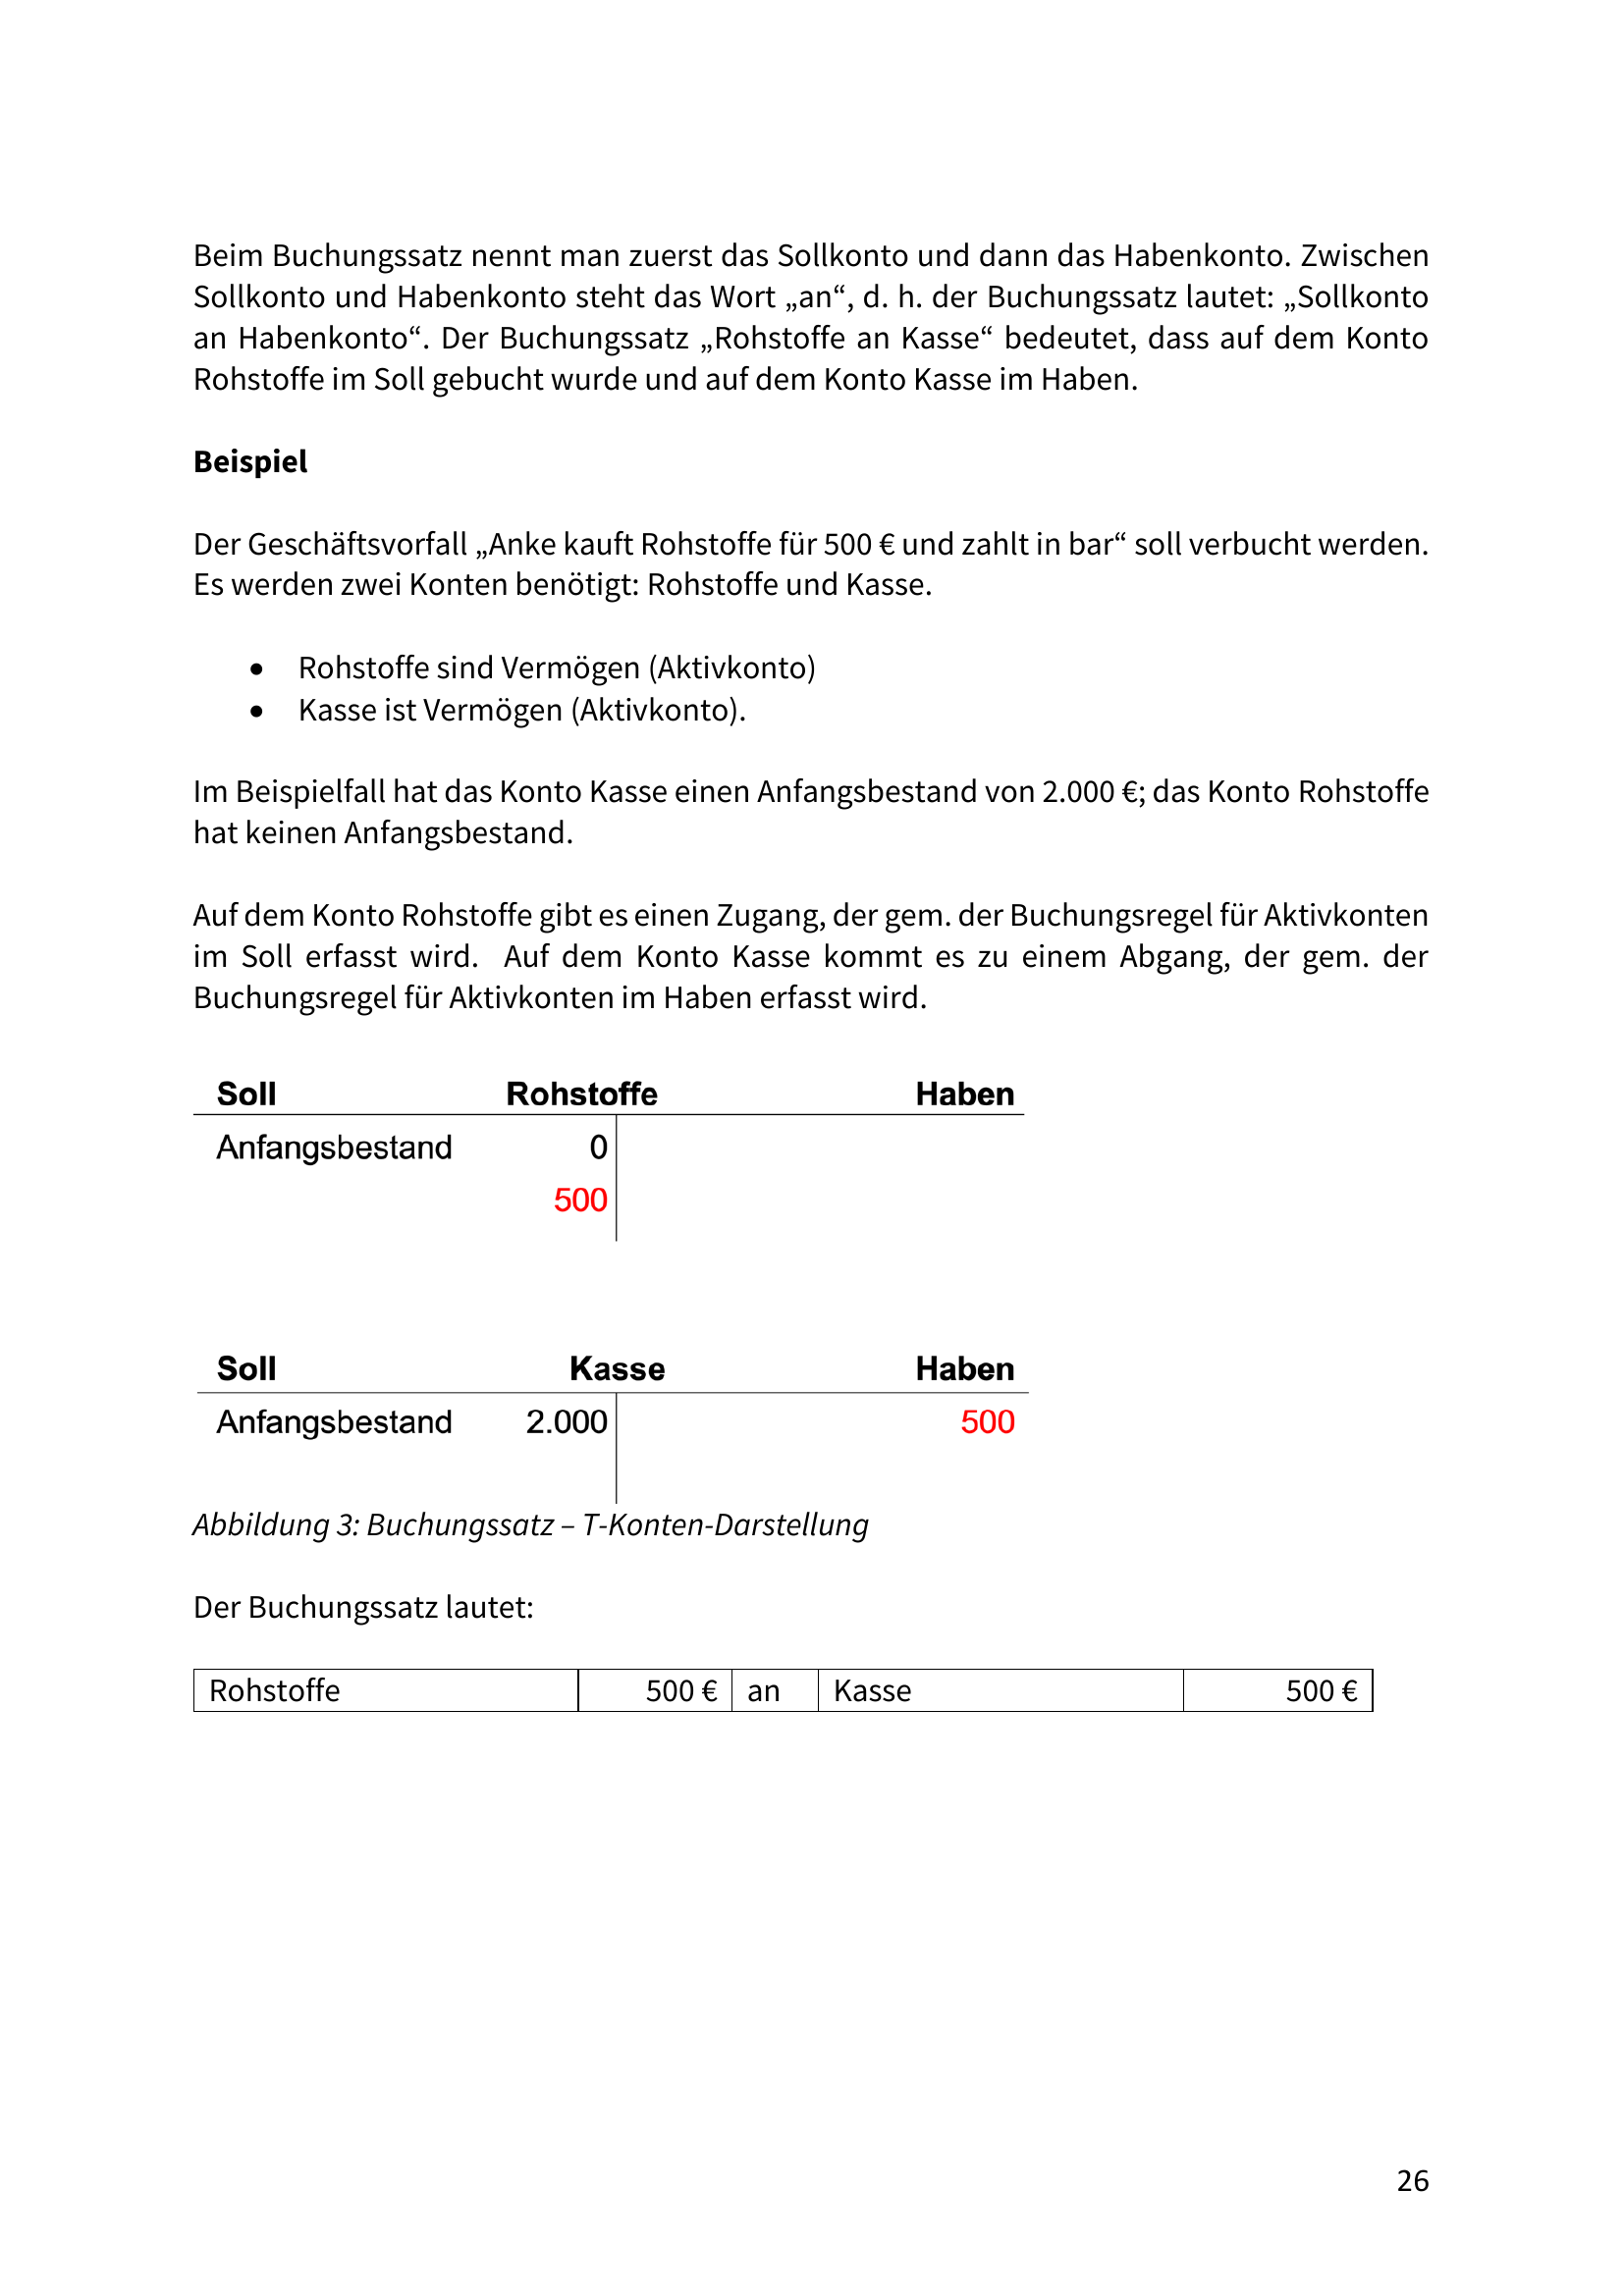 Beim Buchungssatz nennt man zuerst das Sollkonto und dann das Habenkonto. Zwischen
Sollkonto und Habenkonto steht das Wort „an“, d. h. der Buchungssatz lautet: „Sollkonto
an Habenkonto“. Der Buchungssatz „Rohstoffe an Kasse“ bedeutet, dass auf dem Konto
Rohstoffe im Soll gebucht wurde und auf dem Konto Kasse im Haben.
Beispiel
Der Geschäftsvorfall „Anke kauft Rohstoffe für 500 € und zahlt in bar“ soll verbucht werden.
Es werden zwei Konten benötigt: Rohstoffe und Kasse.
• Rohstoffe sind Vermögen (Aktivkonto)
• Kasse ist Vermögen (Aktivkonto).
Im Beispielfall hat das Konto Kasse einen Anfangsbestand von 2.000 €; das Konto Rohstoffe
hat keinen Anfangsbestand.
Auf dem Konto Rohstoffe gibt es einen Zugang, der gem. der Buchungsregel für Aktivkonten
im Soll erfasst wird. Auf dem Konto Kasse kommt es zu einem Abgang, der gem. der
Buchungsregel für Aktivkonten im Haben erfasst wird.
Soll Rohstoffe Haben
Anfangsbestand 0
500
Soll Kasse Haben
Anfangsbestand 2.000 500
Abbildung 3: Buchungssatz – T-Konten-Darstellung
Der Buchungssatz lautet:
Rohstoffe 500 € an Kasse 500 €
26